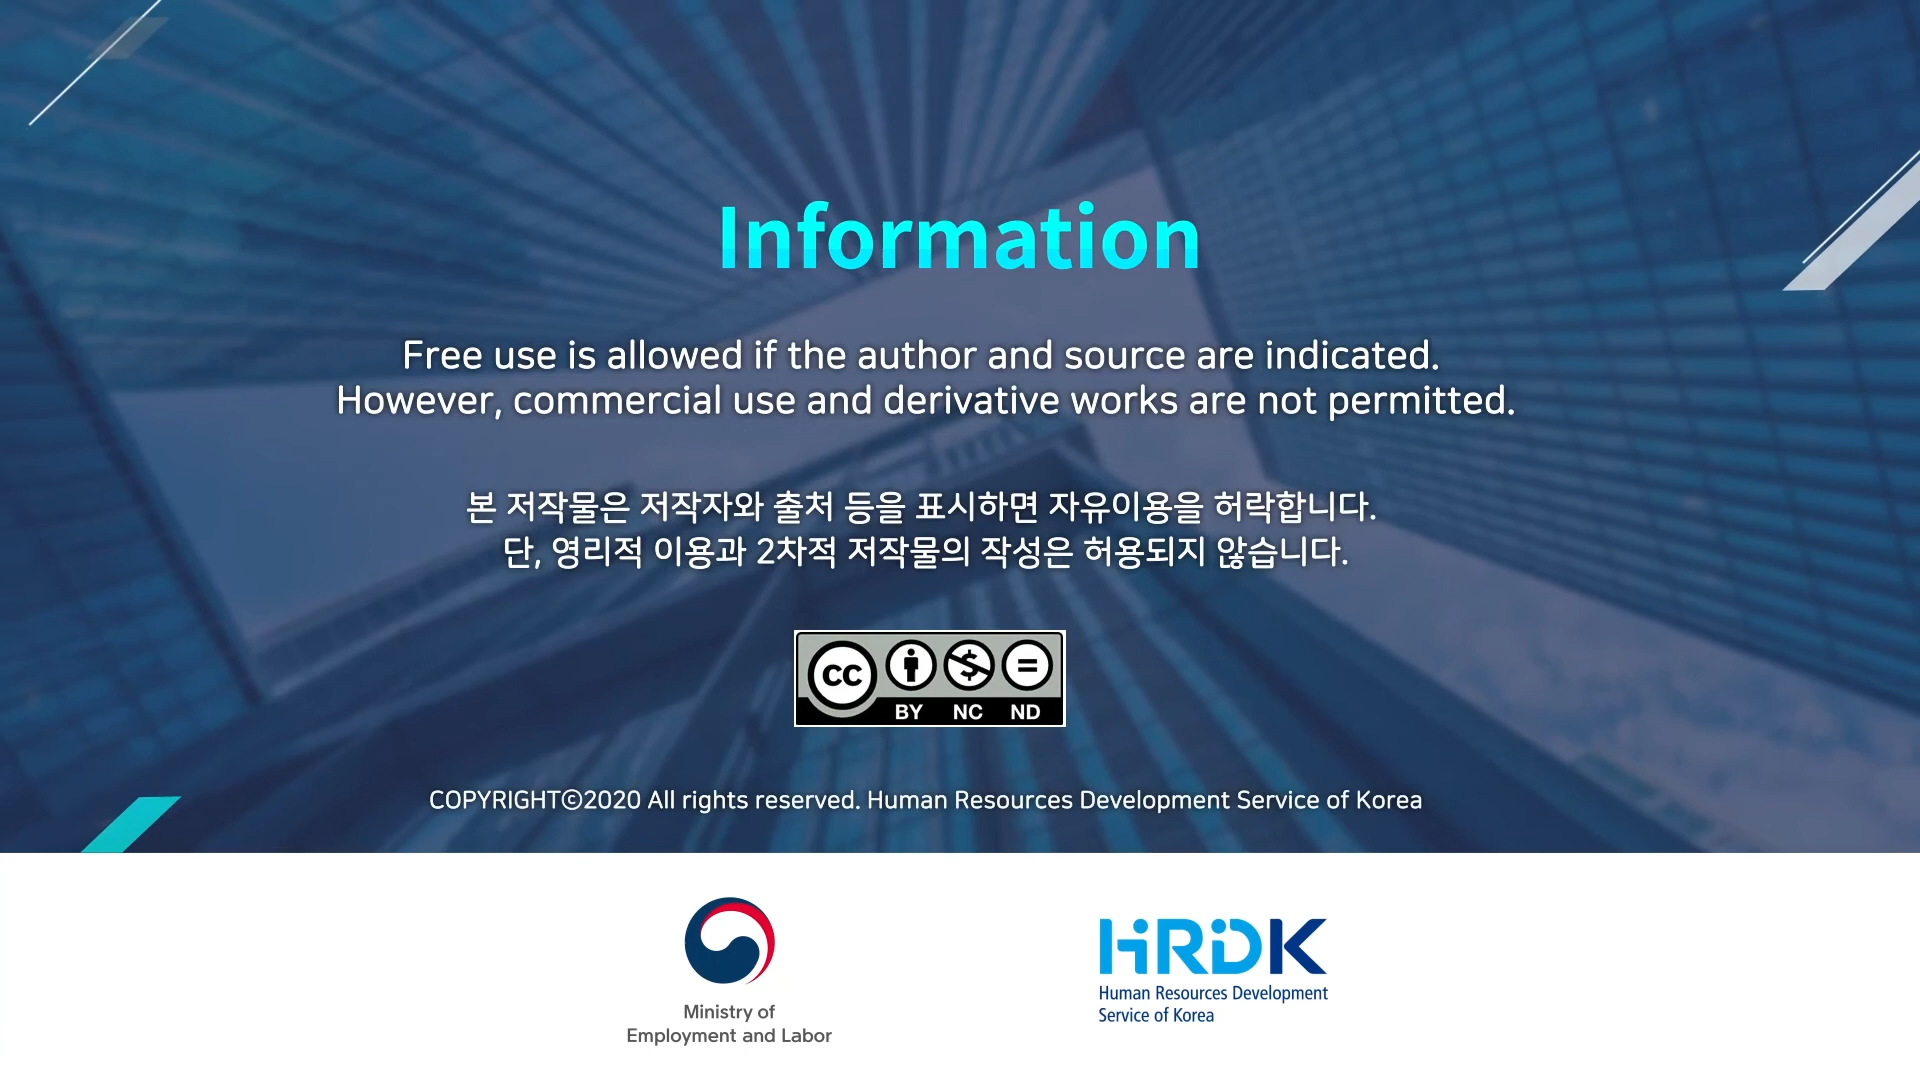 Information
Free use is allowed if the author and source are indicated.
However, commercial use and derivative works are not permitted.
본 저작물은 저작자와 출처 등을 표시하면 자유이용을 허락합니다.
단, 영리적 이용과 2차적 저작물의 작성은 허용되지 않습니다.
cc
BY NC ND
COPYRIGHTⓒ2020 All rights reserved. Human Resources Development Service of Korea
Ministry of
Employment and Labor
HRDK
Human Resources Development
Service of Korea